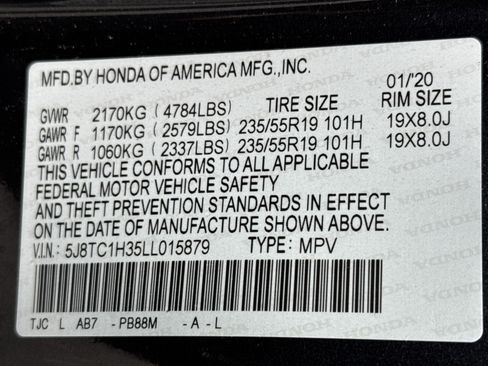 MFD.BY HONDA OF AMERICA MFG.,INC.
01/'20
GVWR 2170KG (4784LBS) TIRE SIZE RIM SIZE
GAWR F 1170KG (2579LBS) 235/55R19 101H 19X8.0J
GAWR R 1060KG (2337LBS) 235/55R19 101H 19X8.0J
THIS VEHICLE CONFORMS TO ALL APPLICABLE
FEDERAL MOTOR VEHICLE SAFETY
AND THEFT PREVENTION STANDARDS IN EFFECT
ON THE DATE OF MANUFACTURE SHOWN ABOVE.
V.I.N: 5J8TC1H35LL015879 TYPE: MPV
TJC L AB7 -PB88M -A-L